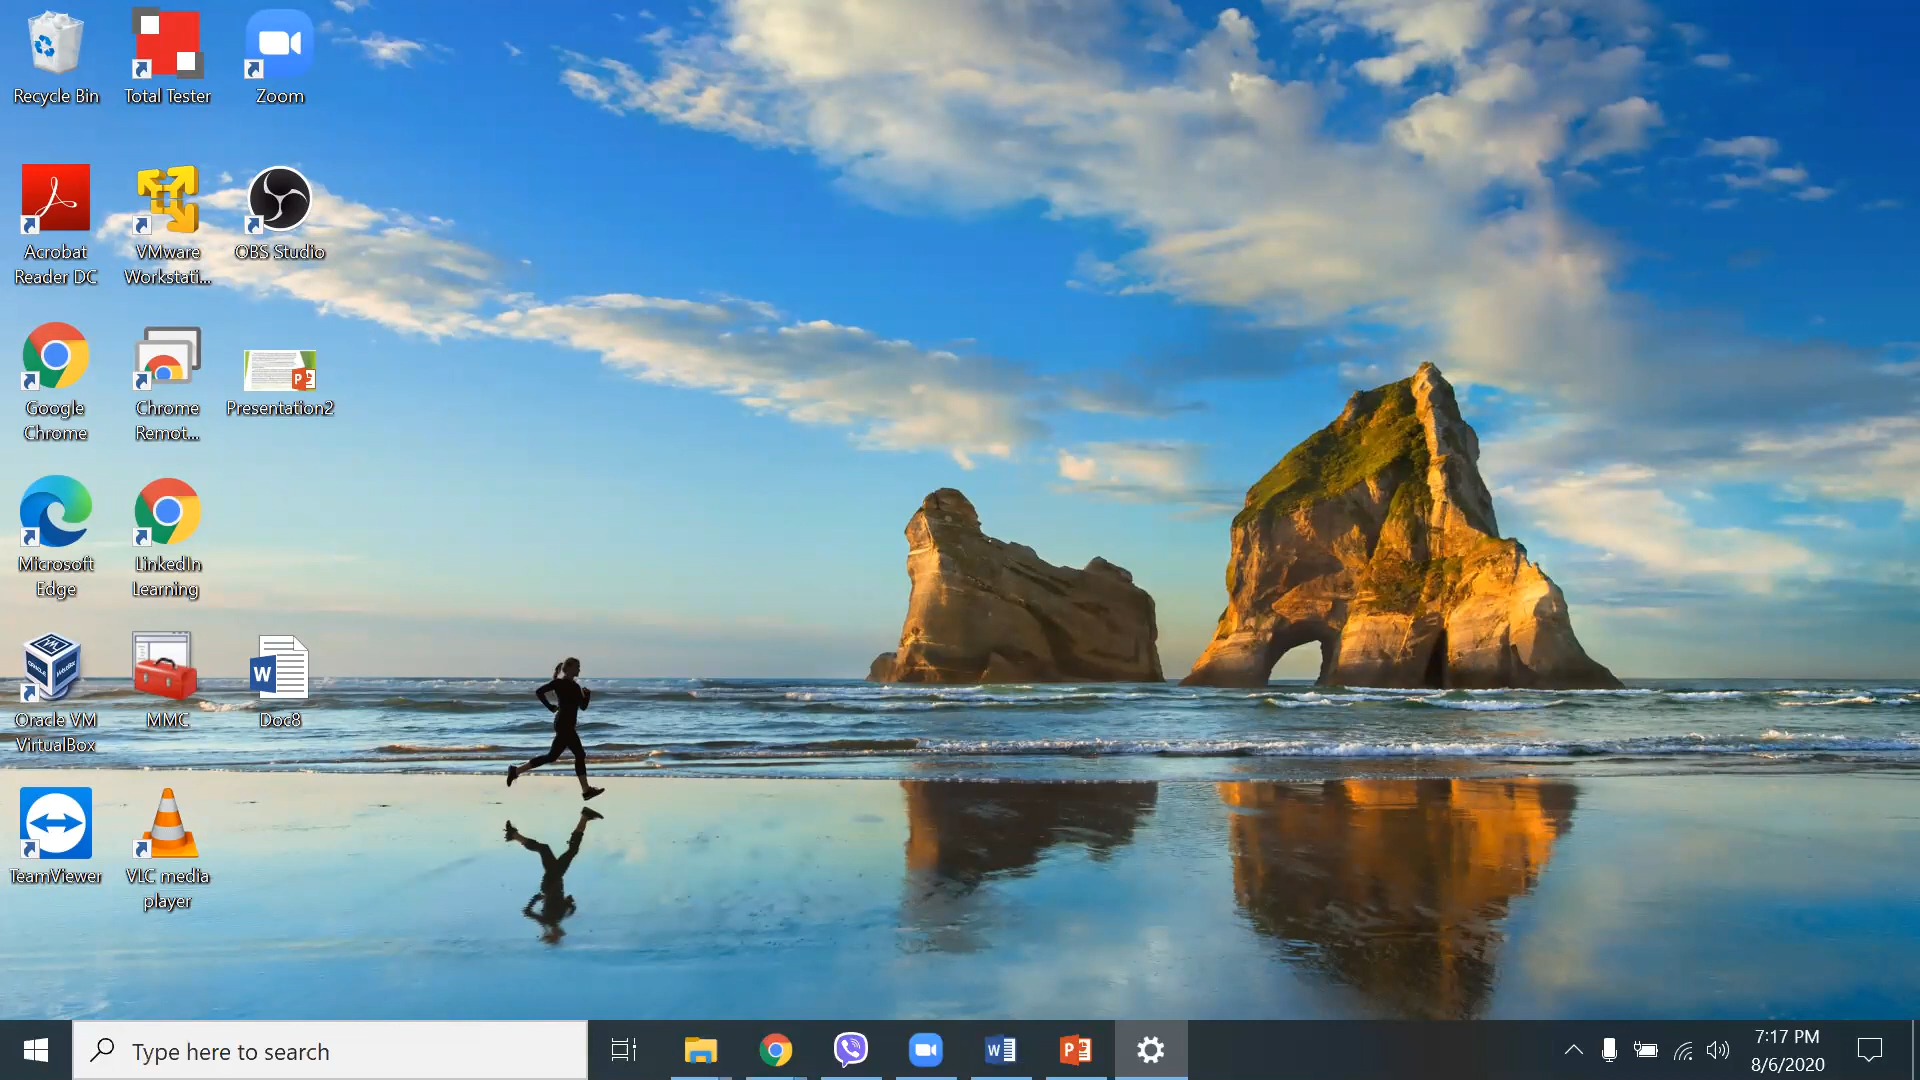 Recycle Bin
Total Tester
Zoom
Acrobat
Reader DC
VMware
Workstati...
OBS Studio
Google
Chrome
Chrome
Remot...
Presentation2
Microsoft
Edge
LinkedIn
Learning
Oracle VM
VirtualBox
MMC
Doc8
TeamViewer
VLC media
player
Type here to search
7:17 PM
8/6/2020